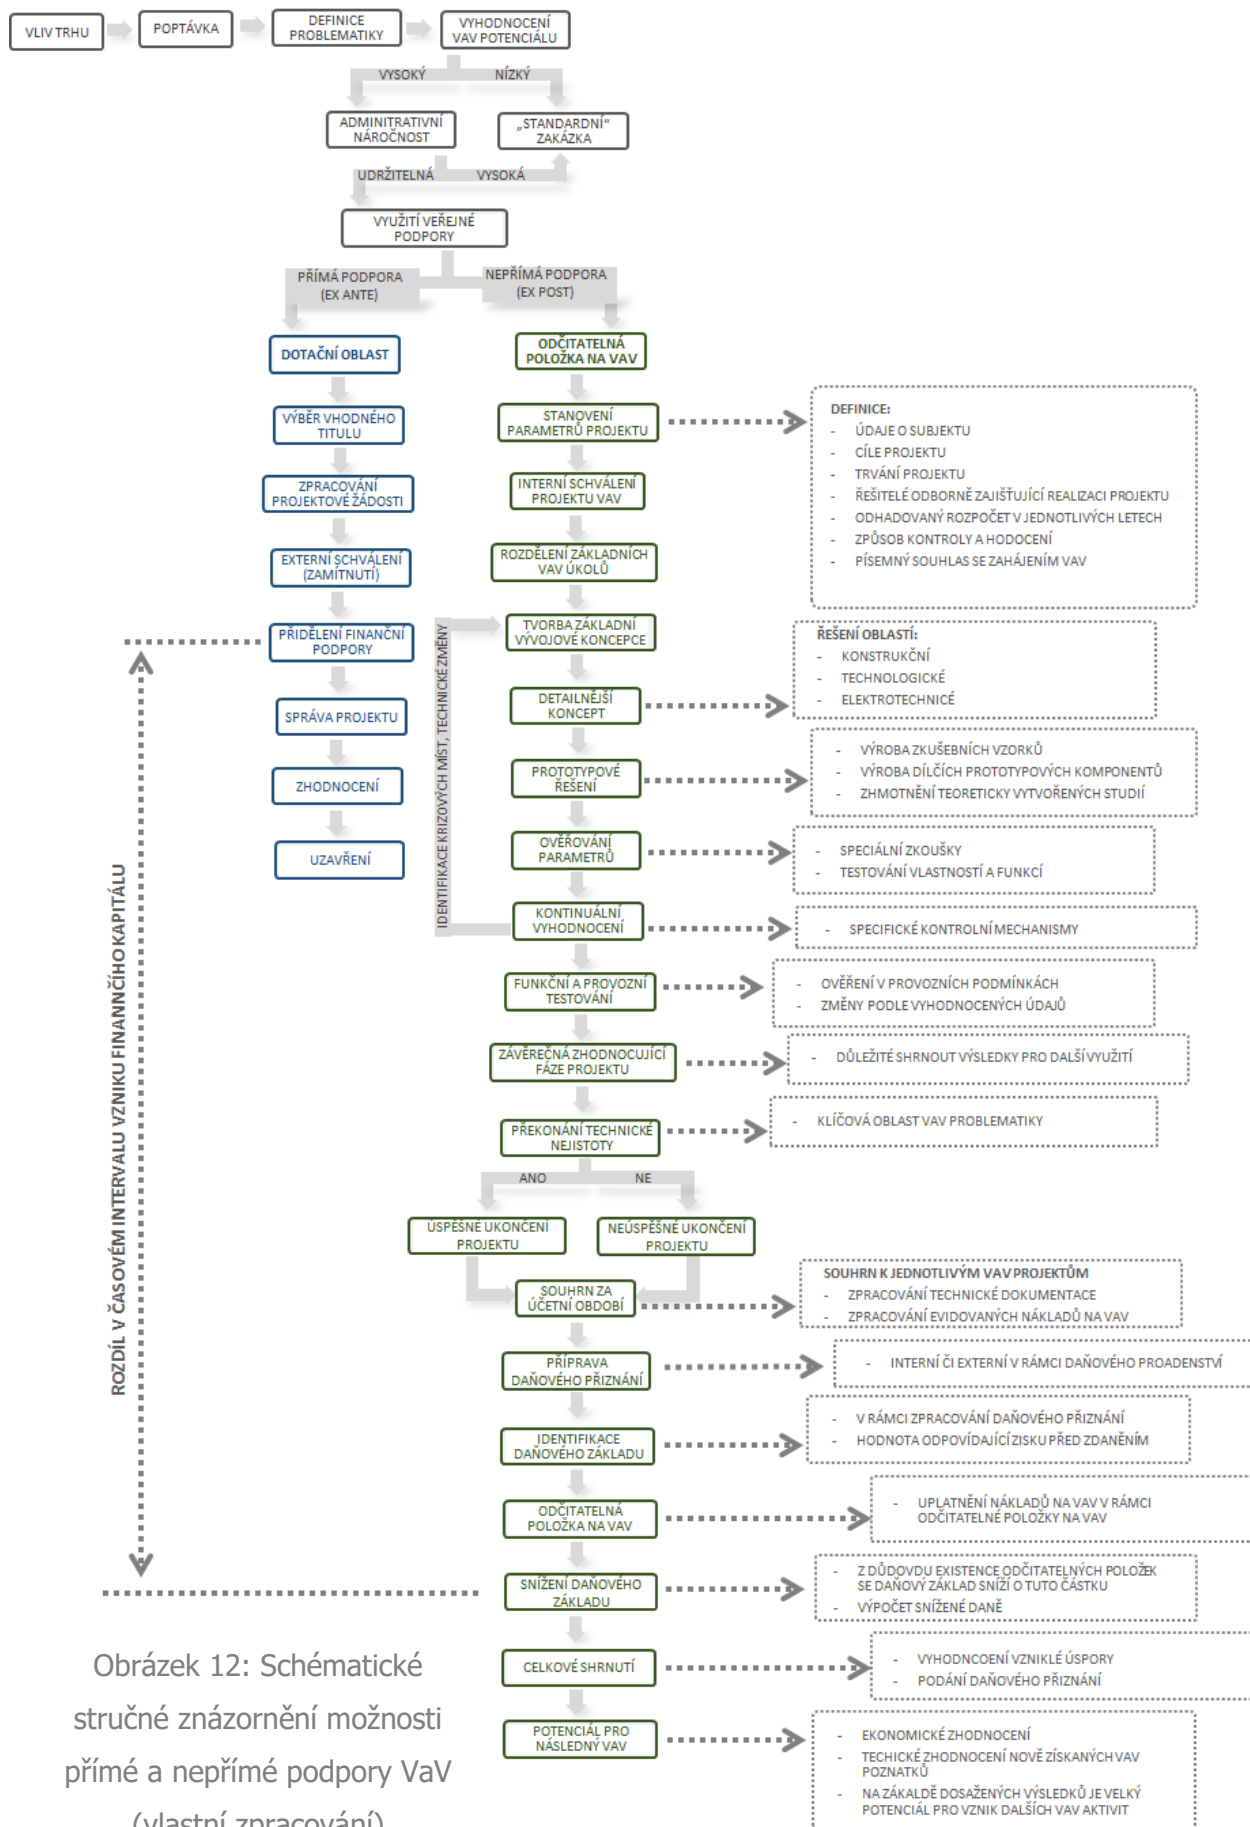 VLIV TRHU
POPTÁVKA
DEFINICE
PROBLEMATIKY
VYHODNOCENÍ
VAV POTENCIÁLU
VYSOKÝ
NÍZKÝ
ADMINITRATIVNÍ
NÁROČNOST
„STANDARDNÍ“
ZAKÁZKA
UDRŽITELNÁ
VYSOKÁ
VYUŽITÍ VEŘEJNÉ
PODPORY
PŘÍMÁ PODPORA
(EX ANTE)
NEPŘÍMÁ PODPORA
(EX POST)
DOTAČNÍ OBLAST
VÝBĚR VHODNÉHO
TITULU
ZPRACOVÁNÍ
PROJEKTOVÉ ŽÁDOSTI
EXTERNÍ SCHVÁLENÍ
(ZAMÍTNUTÍ)
PŘIDĚLENÍ FINANČNÍ
PODPORY
SPRÁVA PROJEKTU
ZHODNOCENÍ
UZAVŘENÍ
ROZDÍL V ČASOVÉM INTERVALU VZNIKU FINANČNÍHO KAPITÁLU
ODČITATELNÁ
POLOŽKA NA VAV
STANOVENÍ
PARAMETRŮ PROJEKTU
DEFINICE:
- ÚDAJE O SUBJEKTU
- CÍLE PROJEKTU
- TRVÁNÍ PROJEKTU
- ŘEŠITELÉ ODBORNĚ ZAJIŠŤUJÍCÍ REALIZACI PROJEKTU
- ODHADOVANÝ ROZPOČET V JEDNOTLIVÝCH LETECH
- ZPŮSOB KONTROLY A HODOCENÍ
- PÍSEMNÝ SOUHLAS SE ZAHÁJENÍM VAV
INTERNÍ SCHVÁLENÍ
PROJEKTU VAV
ROZDĚLENÍ ZÁKLADNÍCH
VAV ÚKOLŮ
TVORBA ZÁKLADNÍ
VÝVOJOVÉ KONCEPCE
IDENTIFIKACE KRIZOVÝCH MÍST, TECHNICKÉ ZMĚNY
DETAILNĚJŠÍ
KONCEPT
ŘEŠENÍ OBLASTÍ:
- KONSTRUKČNÍ
- TECHNOLOGICKÉ
- ELEKTROTECHNICÉ
PROTOTYPOVÉ
ŘEŠENÍ
- VÝROBA ZKUŠEBNÍCH VZORKŮ
- VÝROBA DÍLČÍCH PROTOTYPOVÝCH KOMPONENTŮ
- ZHMOTNĚNÍ TEORETICKY VYTVOŘENÝCH STUDIÍ
OVĚŘOVÁNÍ
PARAMETRŮ
- SPECIÁLNÍ ZKOUŠKY
- TESTOVÁNÍ VLASTNOSTÍ A FUNKCÍ
KONTINUÁLNÍ
VYHODNOCENÍ
- SPECIFICKÉ KONTROLNÍ MECHANISMY
FUNKČNÍ A PROVOZNÍ
TESTOVÁNÍ
- OVĚŘENÍ V PROVOZNÍCH PODMÍNKÁCH
- ZMĚNY PODLE VYHODNOCENÝCH ÚDAJŮ
ZÁVĚREČNÁ ZHODNOCUJÍCÍ
FÁZE PROJEKTU
- DŮLEŽITÉ SHRNOUT VÝSLEDKY PRO DALŠÍ VYUŽITÍ
PŘEKONÁNÍ TECHNICKÉ
NEJISTOTY
- KLÍČOVÁ OBLAST VAV PROBLEMATIKY
ANO
NE
ÚSPĚŠNÉ UKONČENÍ
PROJEKTU
NEÚSPĚŠNÉ UKONČENÍ
PROJEKTU
SOUHRN ZA
ÚČETNÍ OBDOBÍ
SOUHRN K JEDNOTLIVÝM VAV PROJEKTŮM
- ZPRACOVÁNÍ TECHNICKÉ DOKUMENTACE
- ZPRACOVÁNÍ EVIDOVANÝCH NÁKLADŮ NA VAV
PŘÍPRAVA
DAŇOVÉHO PŘIZNÁNÍ
- INTERNÍ ČI EXTERNÍ V RÁMCI DAŇOVÉHO PROADENSTVÍ
IDENTIFIKACE
DAŇOVÉHO ZÁKLADU
- V RÁMCI ZPRACOVÁNÍ DAŇOVÉHO PŘIZNÁNÍ
- HODNOTA ODPOVÍDAJÍCÍ ZISKU PŘED ZDANĚNÍM
ODČITATELNÁ
POLOŽKA NA VAV
- UPLATNĚNÍ NÁKLADŮ NA VAV V RÁMCI
ODČITATELNÉ POLOŽKY NA VAV
SNÍŽENÍ DAŇOVÉHO
ZÁKLADU
- Z DŮDOVDU EXISTENCE ODČITATELNÝCH POLOŽEK
SE DAŇOVÝ ZÁKLAD SNÍŽÍ O TUTO ČÁSTKU
- VÝPOČET SNÍŽENÉ DANĚ
CELKOVÉ SHRNUTÍ
- VYHODNCOENÍ VZNIKLÉ ÚSPORY
- PODÁNÍ DAŇOVÉHO PŘIZNÁNÍ
POTENCIÁL PRO
NÁSLEDNÝ VAV
- EKONOMICKÉ ZHODNOCENÍ
- TECHICKÉ ZHODNOCENÍ NOVĚ ZÍSKANÝCH VAV
POZNATKŮ
- NA ZÁKALDĚ DOSAŽENÝCH VÝSLEDKŮ JE VELKÝ
POTENCIÁL PRO VZNIK DALŠÍCH VAV AKTIVIT
Obrázek 12: Schématické
stručné znázornění možnosti
přímé a nepřímé podpory VaV
(vlastní zpracování)